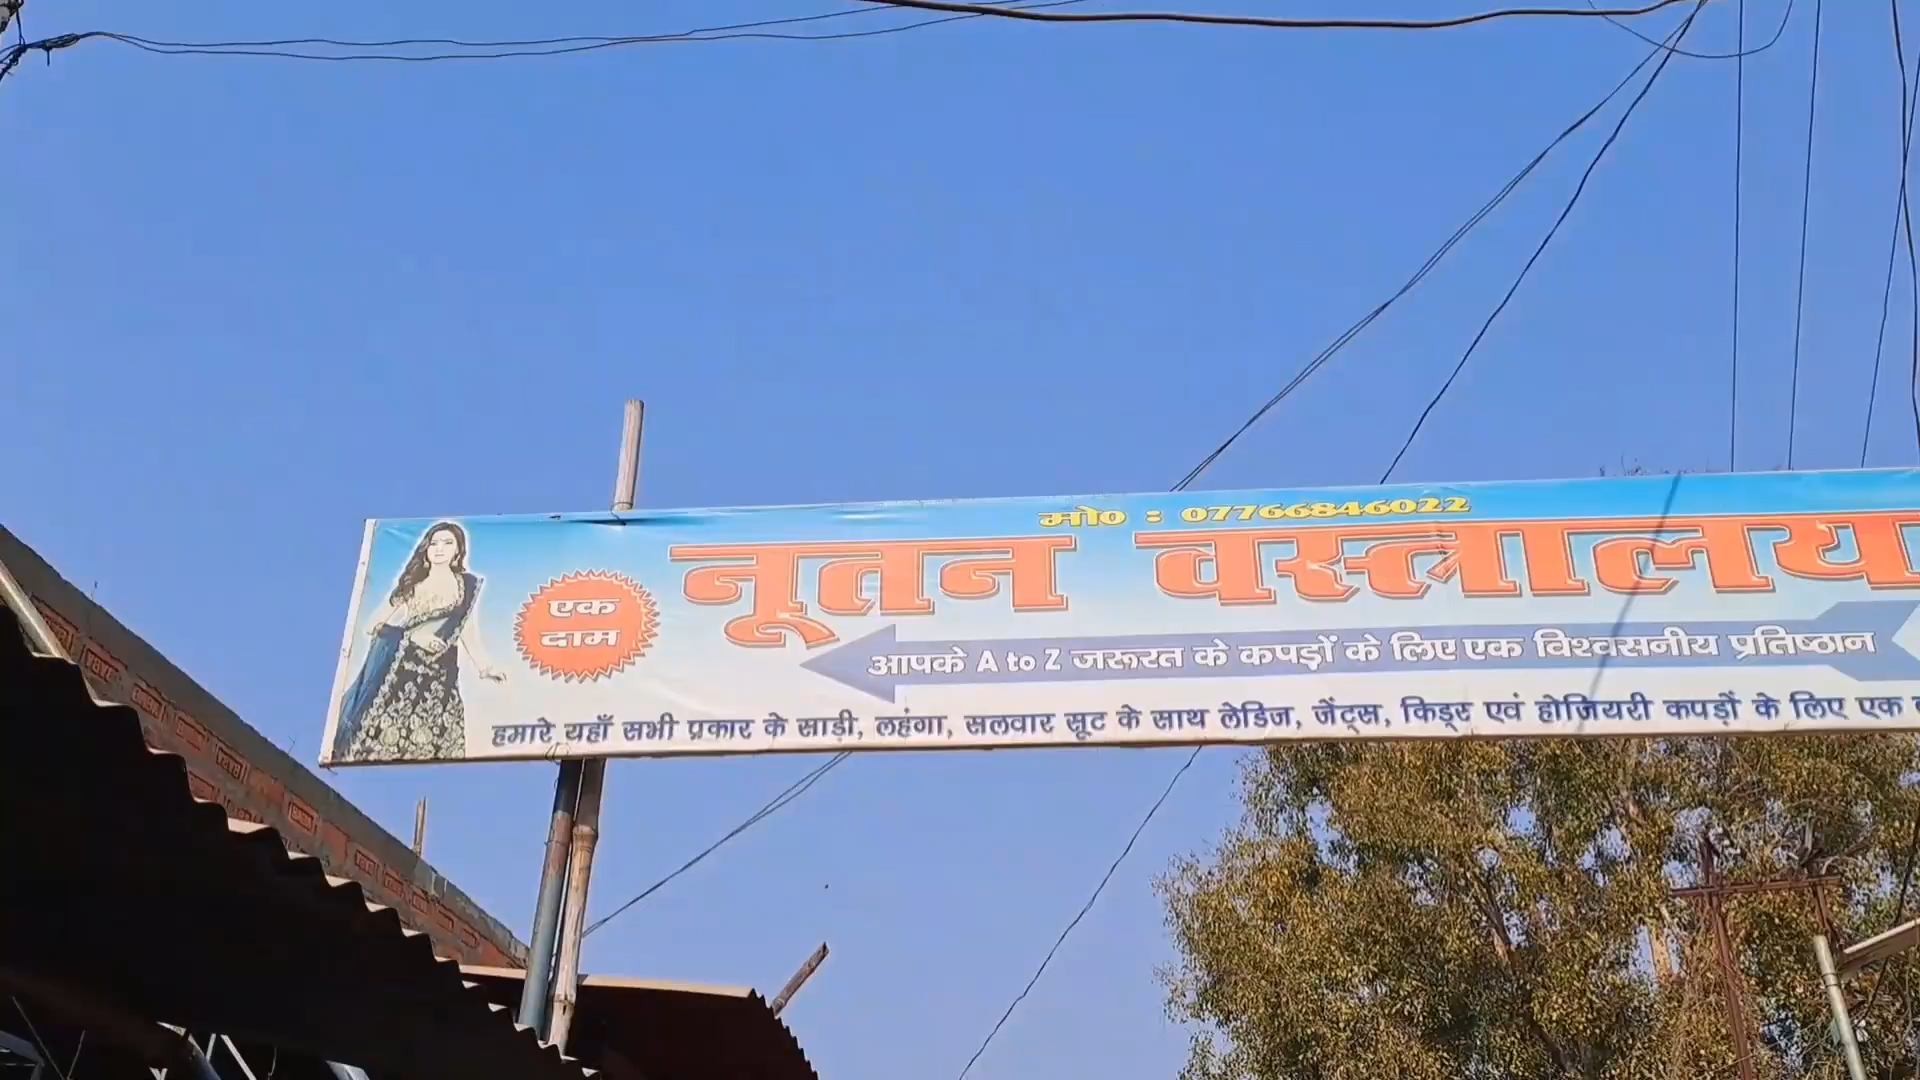 मो० : 07766846022
नूतन वस्त्रालय
एक
दाम
आपके A to Z जरूरत के कपड़ों के लिए एक विश्वसनीय प्रतिष्ठान
हमारे यहाँ सभी प्रकार के साड़ी, लहंगा, सलवार सूट के साथ लेडिज, जेंट्स, किड्स एवं होजियरी कपड़ों के लिए एक